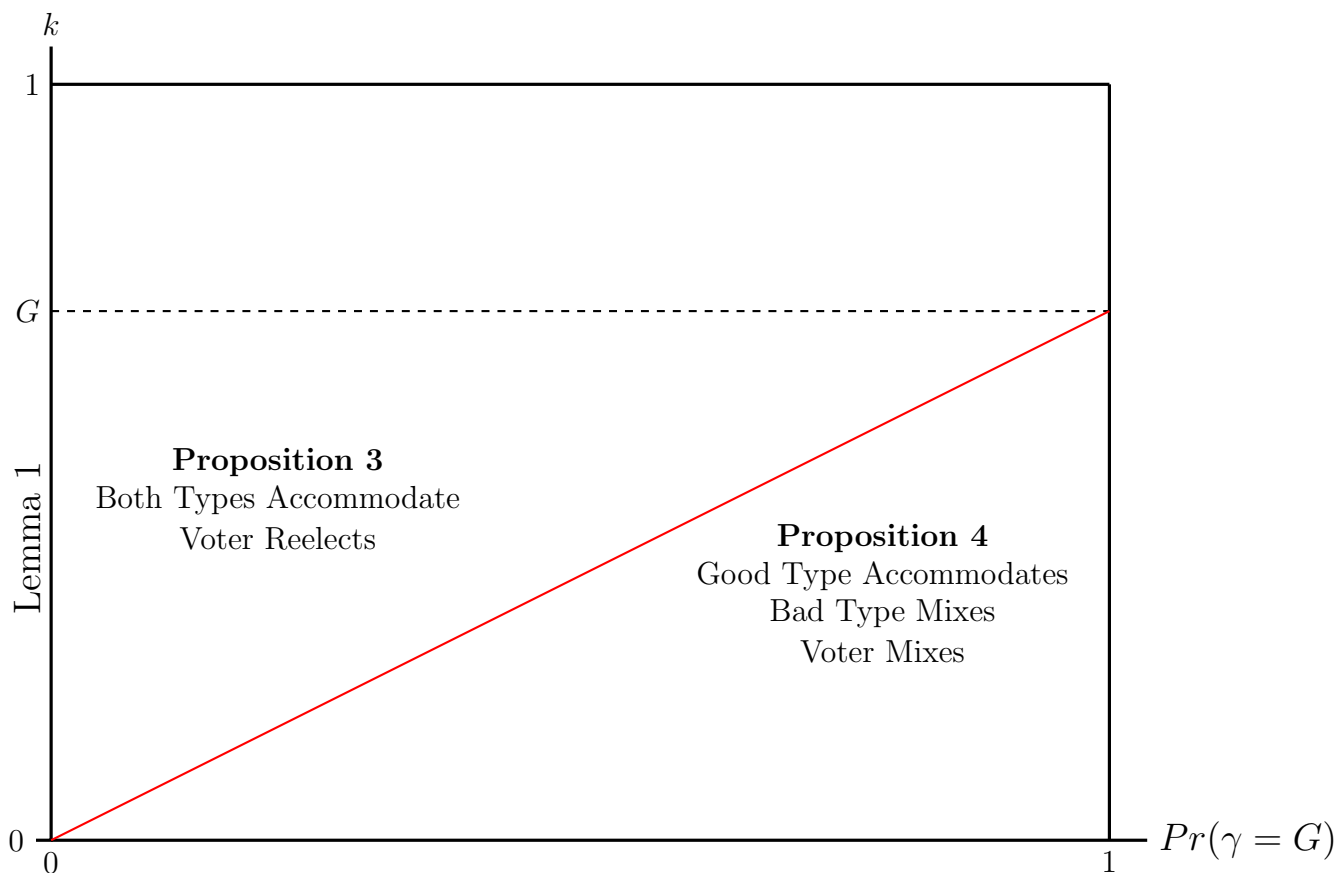 k
1
G
Lemma 1
Proposition 3
Both Types Accommodate
Voter Reelects
Proposition 4
Good Type Accommodates
Bad Type Mixes
Voter Mixes
0
0
1
Pr(γ = G)